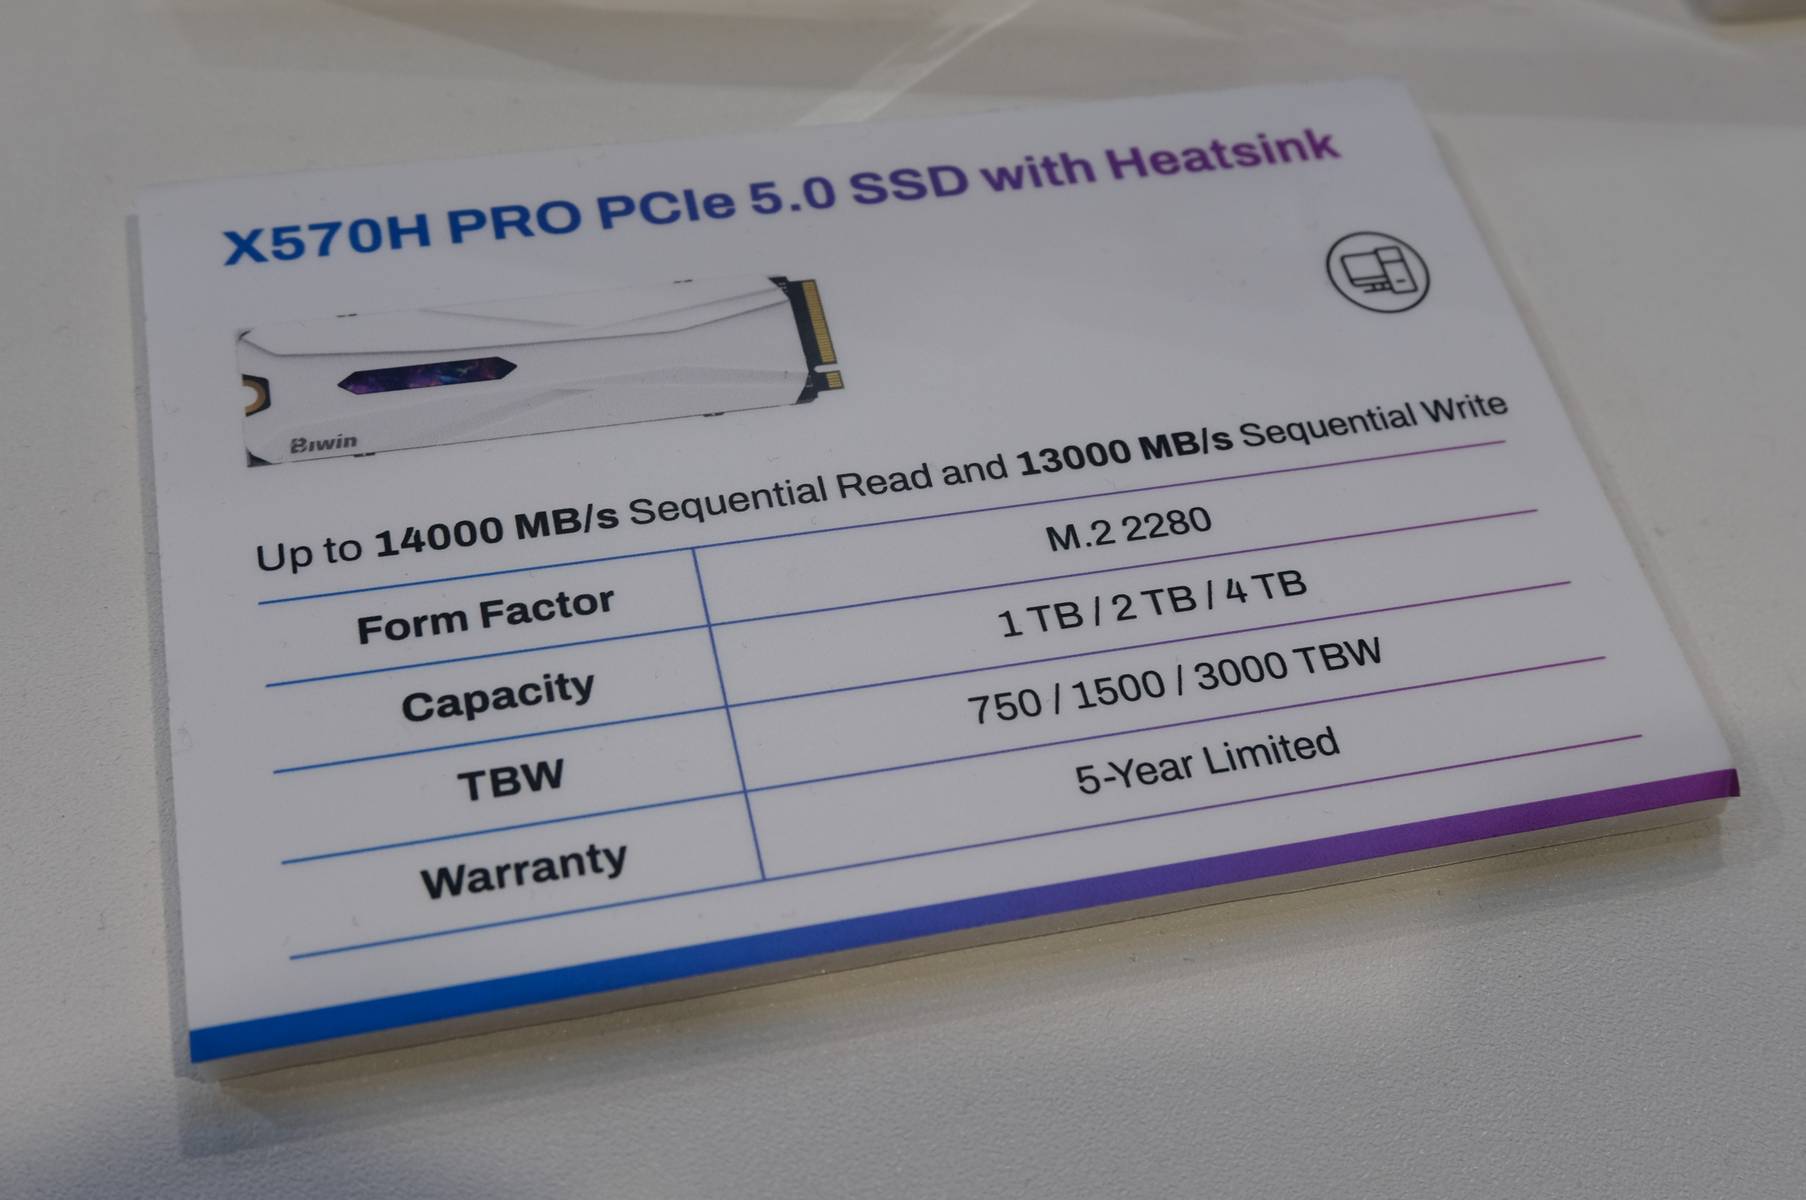 X570H PRO PCIe 5.0 SSD with Heatsink
Biwin
Up to 14000 MB/s Sequential Read and 13000 MB/s Sequential Write
Form Factor M.2 2280
Capacity 1 TB / 2 TB / 4 TB
TBW 750 / 1500 / 3000 TBW
Warranty 5-Year Limited